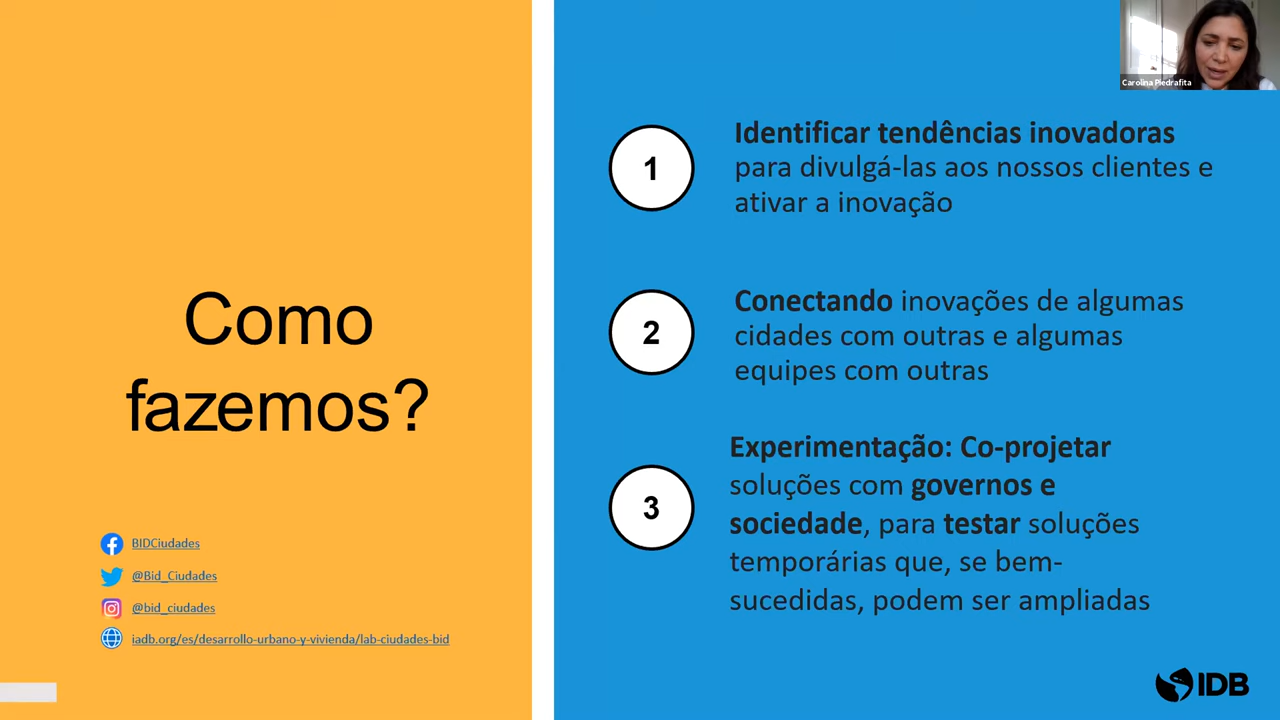 Carolina Piedrafita
Como
fazemos?
BIDCiudades
@Bid_Ciudades
@bid_ciudades
iadb.org/es/desarrollo-urbano-y-vivienda/lab-ciudades-bid
1
Identificar tendências inovadoras
para divulgá-las aos nossos clientes e
ativar a inovação
2
Conectando inovações de algumas
cidades com outras e algumas
equipes com outras
3
Experimentação: Co-projetar
soluções com governos e
sociedade, para testar soluções
temporárias que, se bem-
sucedidas, podem ser ampliadas
IDB